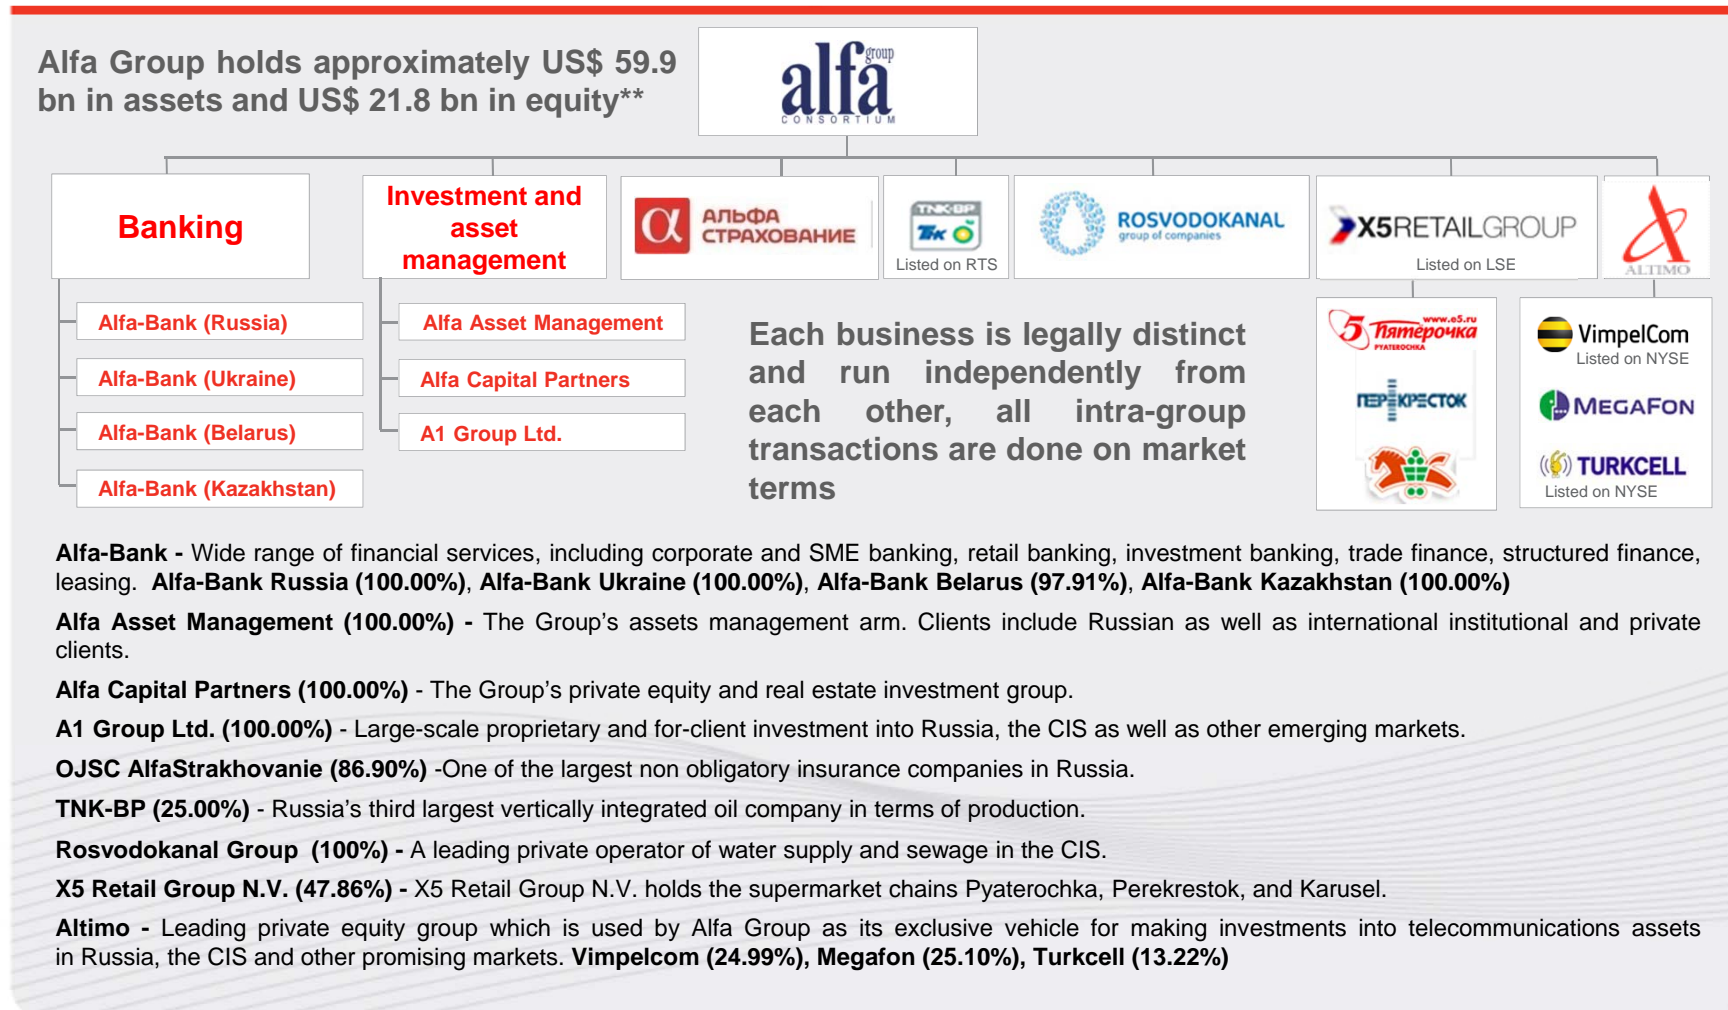 Alfa Group holds approximately US$ 59.9
bn in assets and US$ 21.8 bn in equity**
alfa group
CONSORTIUM
Banking
Investment and
asset
management
АЛЬФА
СТРАХОВАНИЕ
TNK-BP
ТНК
Listed on RTS
ROSVODOKANAL
group of companies
X5RETAILGROUP
Listed on LSE
ALTIMO
Alfa-Bank (Russia)
Alfa-Bank (Ukraine)
Alfa-Bank (Belarus)
Alfa-Bank (Kazakhstan)
Alfa Asset Management
Alfa Capital Partners
A1 Group Ltd.
Each business is legally distinct
and run independently from
each other, all intra-group
transactions are done on market
terms
www.e5.ru
5 Пятёрочка
PYATEROCHKA
ПЕРЕКРЕСТОК
VimpelCom
Listed on NYSE
MEGAFON
TURKCELL
Listed on NYSE
Alfa-Bank - Wide range of financial services, including corporate and SME banking, retail banking, investment banking, trade finance, structured finance,
leasing. Alfa-Bank Russia (100.00%), Alfa-Bank Ukraine (100.00%), Alfa-Bank Belarus (97.91%), Alfa-Bank Kazakhstan (100.00%)
Alfa Asset Management (100.00%) - The Group's assets management arm. Clients include Russian as well as international institutional and private
clients.
Alfa Capital Partners (100.00%) - The Group's private equity and real estate investment group.
A1 Group Ltd. (100.00%) - Large-scale proprietary and for-client investment into Russia, the CIS as well as other emerging markets.
OJSC AlfaStrakhovanie (86.90%) -One of the largest non obligatory insurance companies in Russia.
TNK-BP (25.00%) - Russia's third largest vertically integrated oil company in terms of production.
Rosvodokanal Group (100%) - A leading private operator of water supply and sewage in the CIS.
X5 Retail Group N.V. (47.86%) - X5 Retail Group N.V. holds the supermarket chains Pyaterochka, Perekrestok, and Karusel.
Altimo - Leading private equity group which is used by Alfa Group as its exclusive vehicle for making investments into telecommunications assets
in Russia, the CIS and other promising markets. Vimpelcom (24.99%), Megafon (25.10%), Turkcell (13.22%)